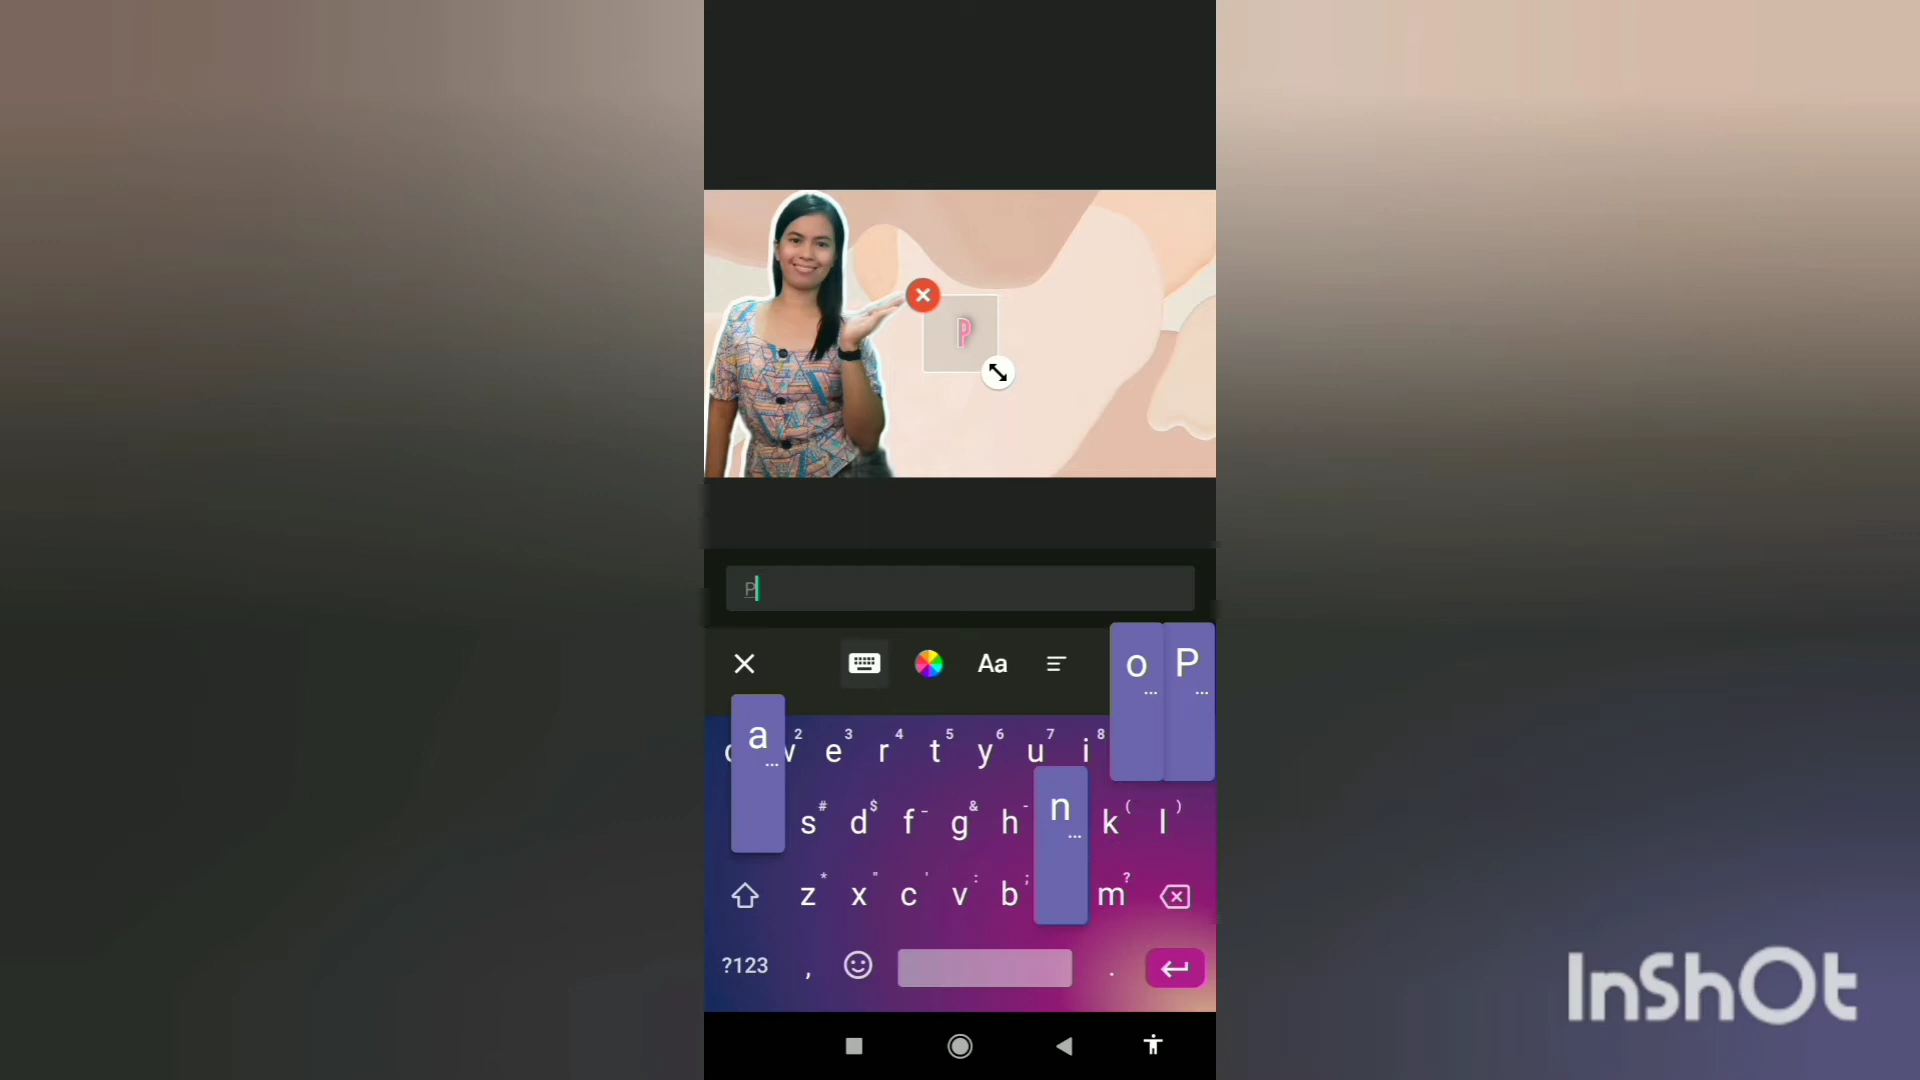 P
P
Aa
o P
... ...
a
...
2 3 4 5 6 7 8
e r t y u i
# $ _ & - ( )
s d f g h n k l
...
* " ' : ; ?
z x c v b m
?123 , .
InShOt